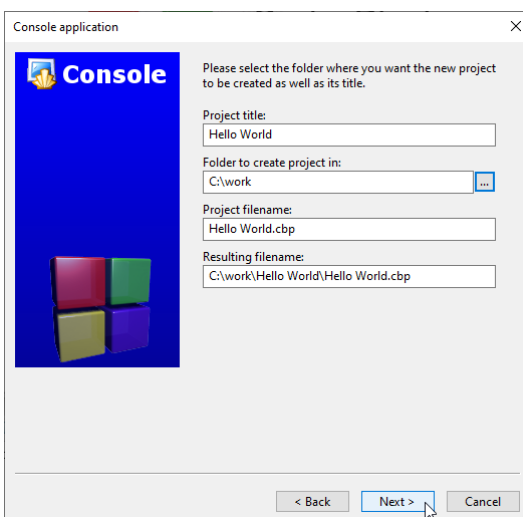 Console application
Console
Please select the folder where you want the new project
to be created as well as its title.
Project title:
Hello World
Folder to create project in:
C:\work
...
Project filename:
Hello World.cbp
Resulting filename:
C:\work\Hello World\Hello World.cbp
< Back
Next >
Cancel